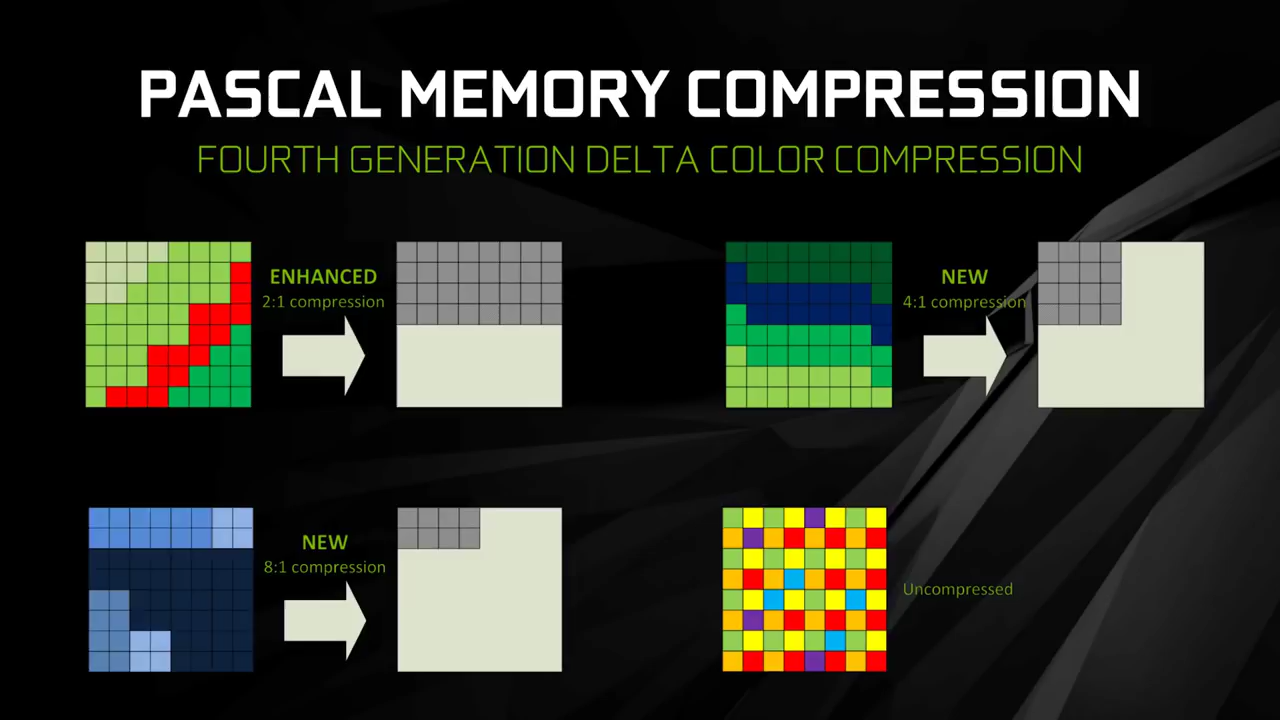 PASCAL MEMORY COMPRESSION
FOURTH GENERATION DELTA COLOR COMPRESSION
ENHANCED
2:1 compression
NEW
4:1 compression
NEW
8:1 compression
Uncompressed